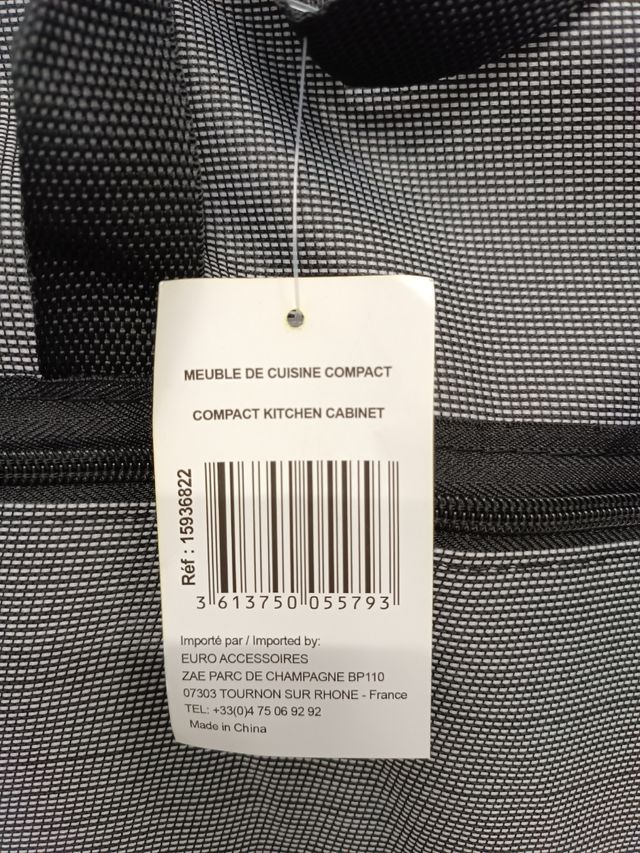 MEUBLE DE CUISINE COMPACT
COMPACT KITCHEN CABINET
Réf : 15936822
3 613750 055793
Importé par / Imported by:
EURO ACCESSOIRES
ZAE PARC DE CHAMPAGNE BP110
07303 TOURNON SUR RHONE - France
TEL: +33(0)4 75 06 92 92
Made in China